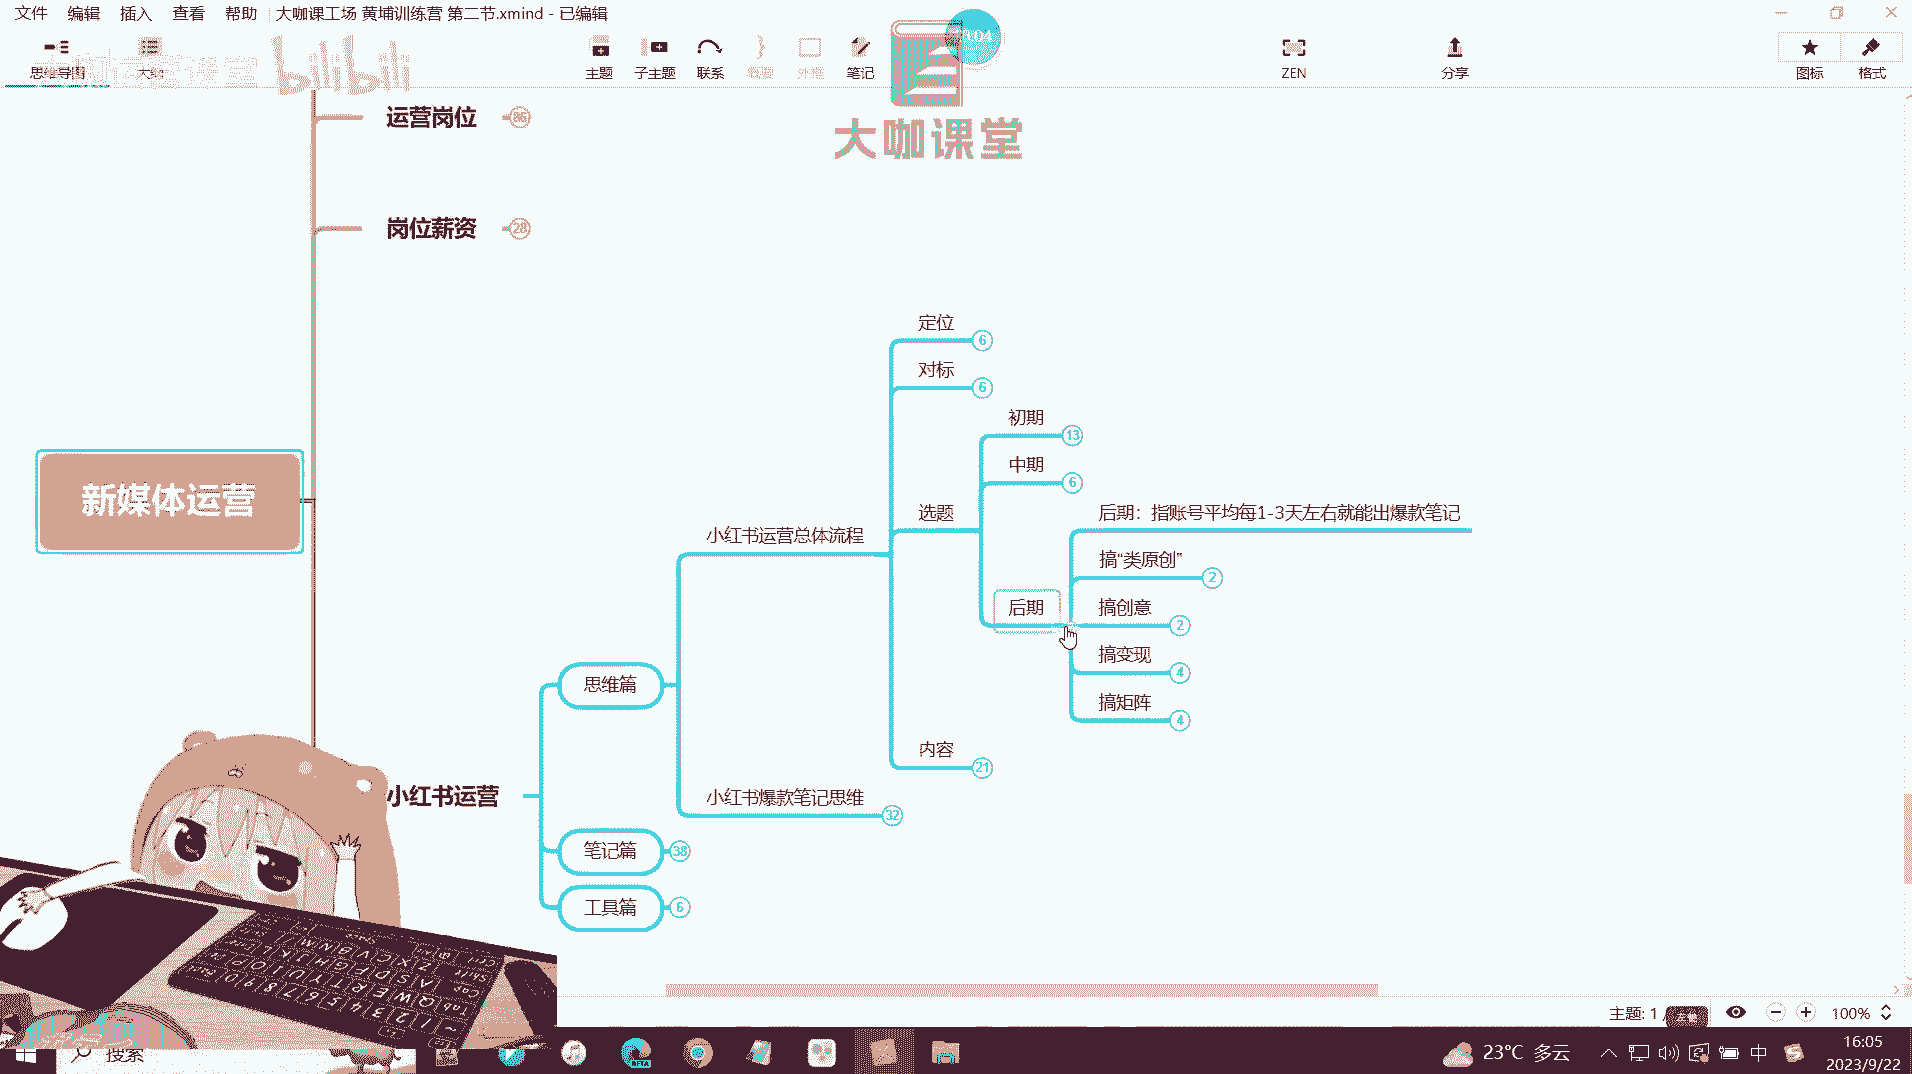 文件 编辑 插入 查看 帮助 大咖课工场 黄埔训练营 第二节.xmind - 已编辑
思维导图 大纲 主题 子主题 联系 概要 外框 笔记 ZEN 分享 图标 格式
bilibili
大咖课堂
运营岗位 86
岗位薪资 28
定位 6
对标 6
初期 13
中期 6
新媒体运营
选题
后期：指账号平均每1-3天左右就能出爆款笔记
小红书运营总体流程
搞“类原创” 2
后期
搞创意 2
搞变现 4
思维篇
搞矩阵 4
内容 21
小红书运营
小红书爆款笔记思维 32
笔记篇 38
工具篇 6
主题: 1 /
100%
搜索
BETA
23°C 多云
中
16:05
2023/9/22